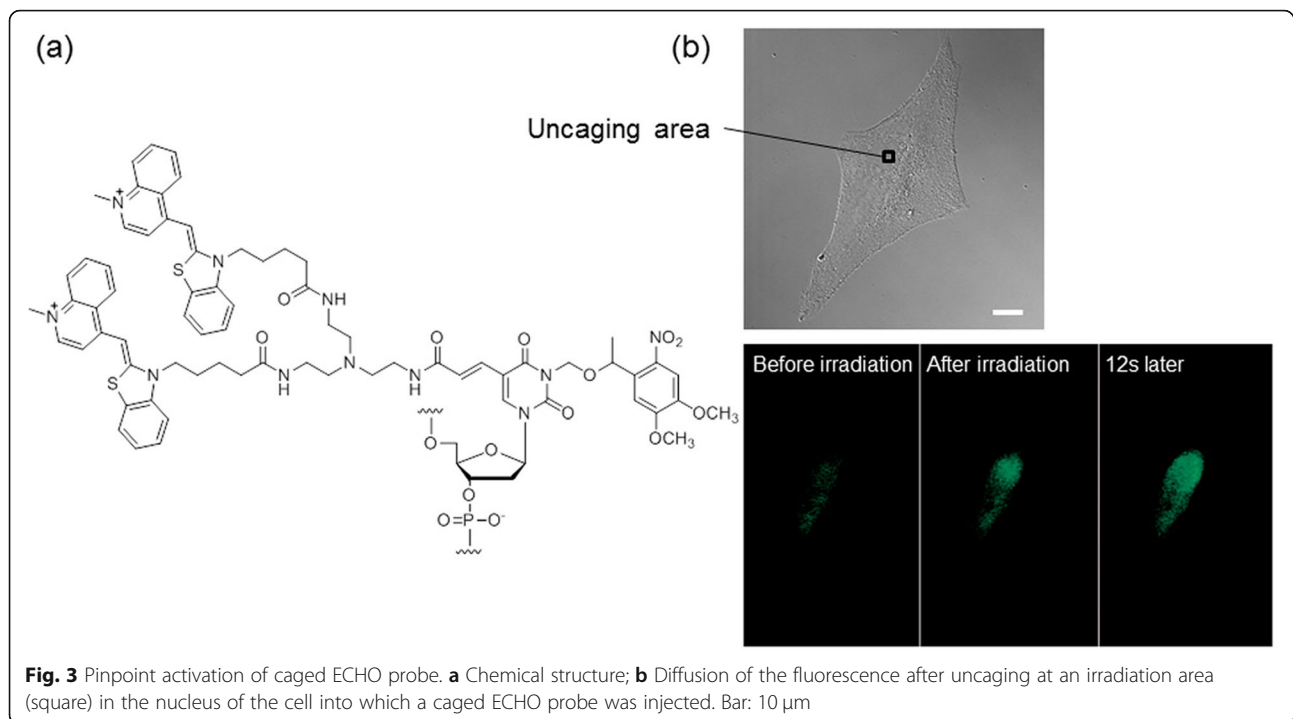 (a)
(b)
Uncaging area
N
+
S
N
O
NH
N
+
S
N
O
N
H
N
N
H
O
O
N
O
NO₂
N
O
OCH₃
OCH₃
O
O
O
O=P-O⁻
Before irradiation
After irradiation
12s later
Fig. 3 Pinpoint activation of caged ECHO probe. a Chemical structure; b Diffusion of the fluorescence after uncaging at an irradiation area
(square) in the nucleus of the cell into which a caged ECHO probe was injected. Bar: 10 μm